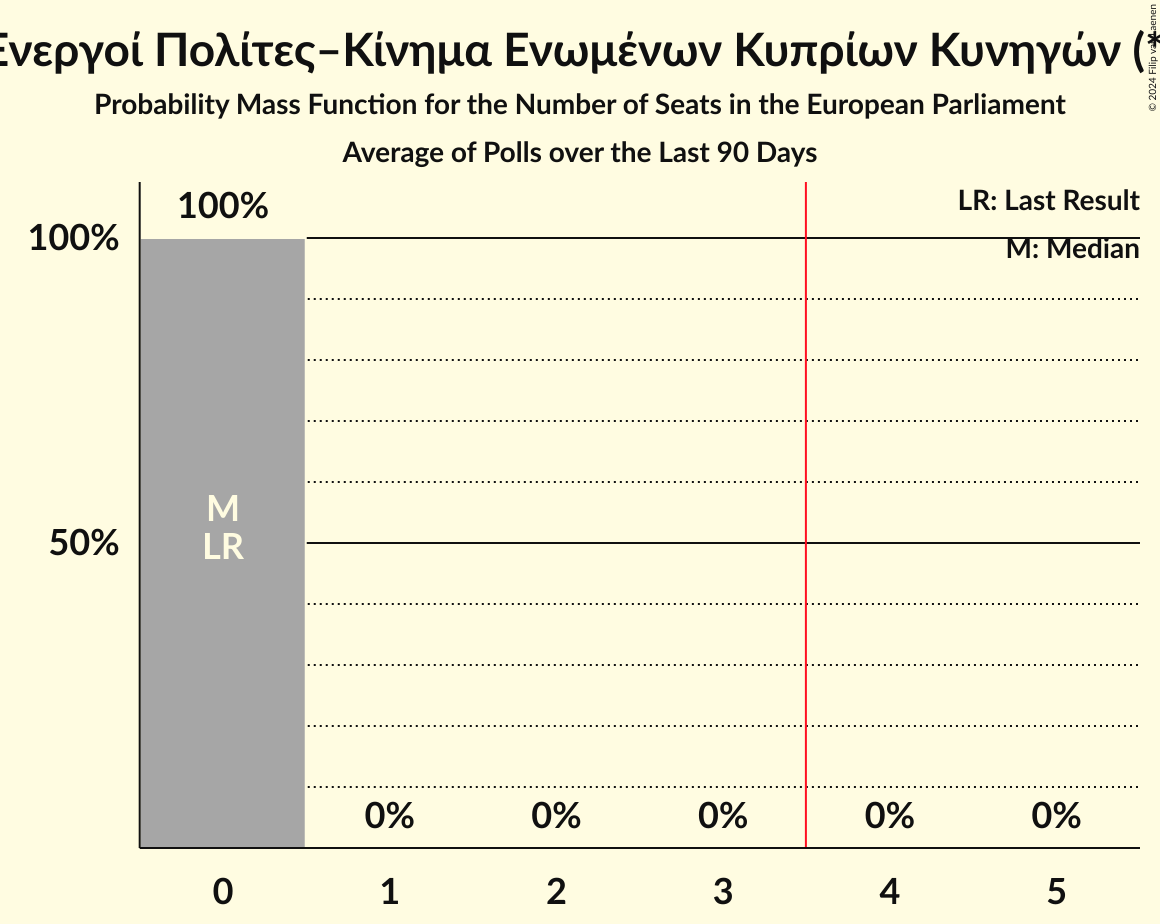 Ενεργοί Πολίτες–Κίνημα Ενωμένων Κυπρίων Κυνηγών (*
Probability Mass Function for the Number of Seats in the European Parliament
Average of Polls over the Last 90 Days
© 2024 Filip
LR: Last Result
M: Median
100%
100%
M
LR
50%
0% 0% 0% 0% 0%
0 1 2 3 4 5